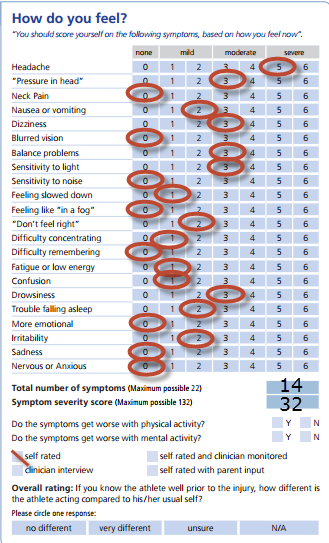 How do you feel?
"You should score yourself on the following symptoms, based on how you feel now".
none mild moderate severe
Headache 0 1 2 3 4 5 6
"Pressure in head" 0 1 2 3 4 5 6
Neck Pain 0 1 2 3 4 5 6
Nausea or vomiting 0 1 2 3 4 5 6
Dizziness 0 1 2 3 4 5 6
Blurred vision 0 1 2 3 4 5 6
Balance problems 0 1 2 3 4 5 6
Sensitivity to light 0 1 2 3 4 5 6
Sensitivity to noise 0 1 2 3 4 5 6
Feeling slowed down 0 1 2 3 4 5 6
Feeling like "in a fog" 0 1 2 3 4 5 6
"Don't feel right" 0 1 2 3 4 5 6
Difficulty concentrating 0 1 2 3 4 5 6
Difficulty remembering 0 1 2 3 4 5 6
Fatigue or low energy 0 1 2 3 4 5 6
Confusion 0 1 2 3 4 5 6
Drowsiness 0 1 2 3 4 5 6
Trouble falling asleep 0 1 2 3 4 5 6
More emotional 0 1 2 3 4 5 6
Irritability 0 1 2 3 4 5 6
Sadness 0 1 2 3 4 5 6
Nervous or Anxious 0 1 2 3 4 5 6
Total number of symptoms (Maximum possible 22) 14
Symptom severity score (Maximum possible 132) 32
Do the symptoms get worse with physical activity? Y N
Do the symptoms get worse with mental activity? Y N
self rated self rated and clinician monitored
clinician interview self rated with parent input
Overall rating: If you know the athlete well prior to the injury, how different is
the athlete acting compared to his/her usual self?
Please circle one response:
no different very different unsure N/A